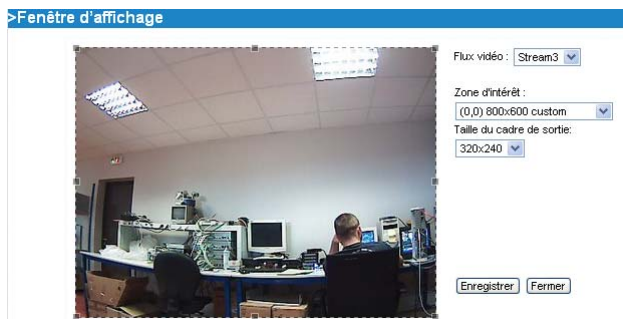 >Fenêtre d'affichage
Flux vidéo : Stream3
Zone d'intérêt :
(0,0) 800x600 custom
Taille du cadre de sortie:
320x240
Enregistrer Fermer